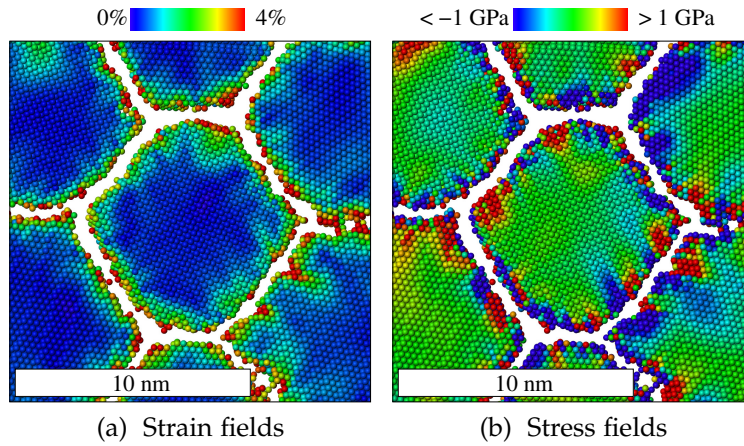 0% 4%
< −1 GPa > 1 GPa
10 nm
10 nm
(a) Strain fields
(b) Stress fields